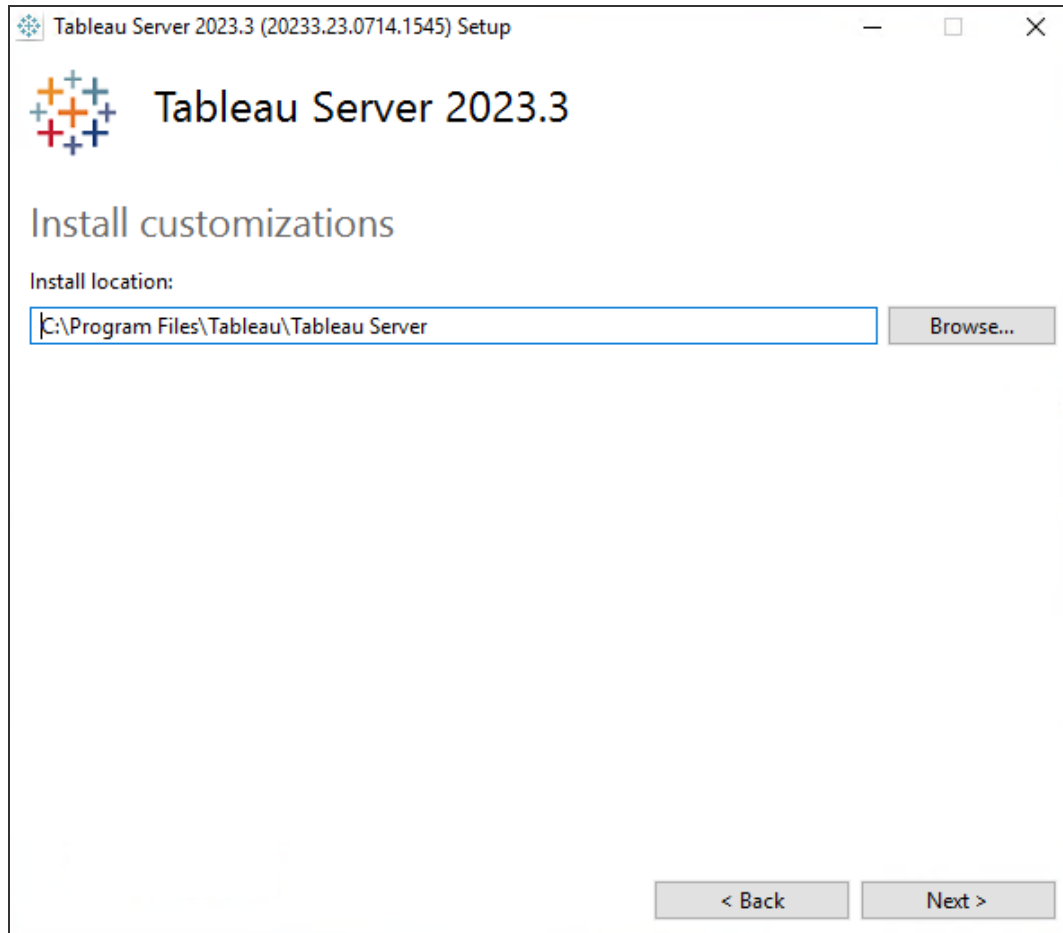 Tableau Server 2023.3 (20233.23.0714.1545) Setup
Tableau Server 2023.3
Install customizations
Install location:
C:\Program Files\Tableau\Tableau Server
Browse...
< Back
Next >